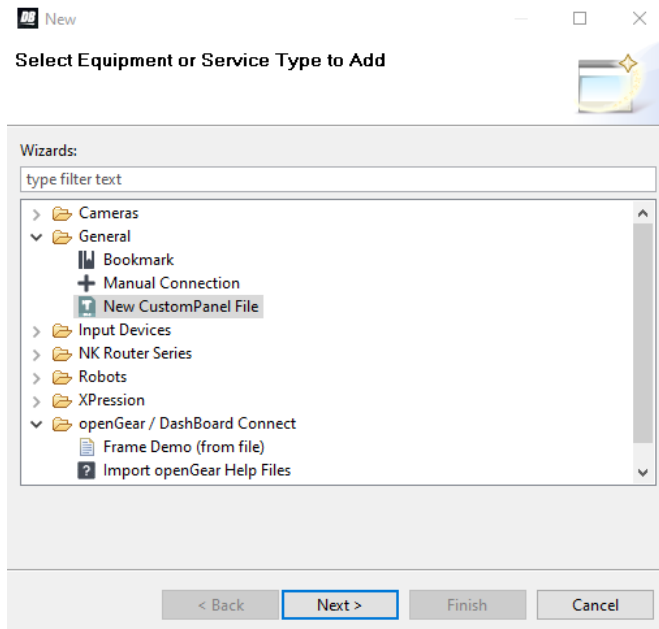 DB New
Select Equipment or Service Type to Add
Wizards:
type filter text
Cameras
General
Bookmark
Manual Connection
New CustomPanel File
Input Devices
NK Router Series
Robots
XPression
openGear / DashBoard Connect
Frame Demo (from file)
? Import openGear Help Files
< Back Next > Finish Cancel